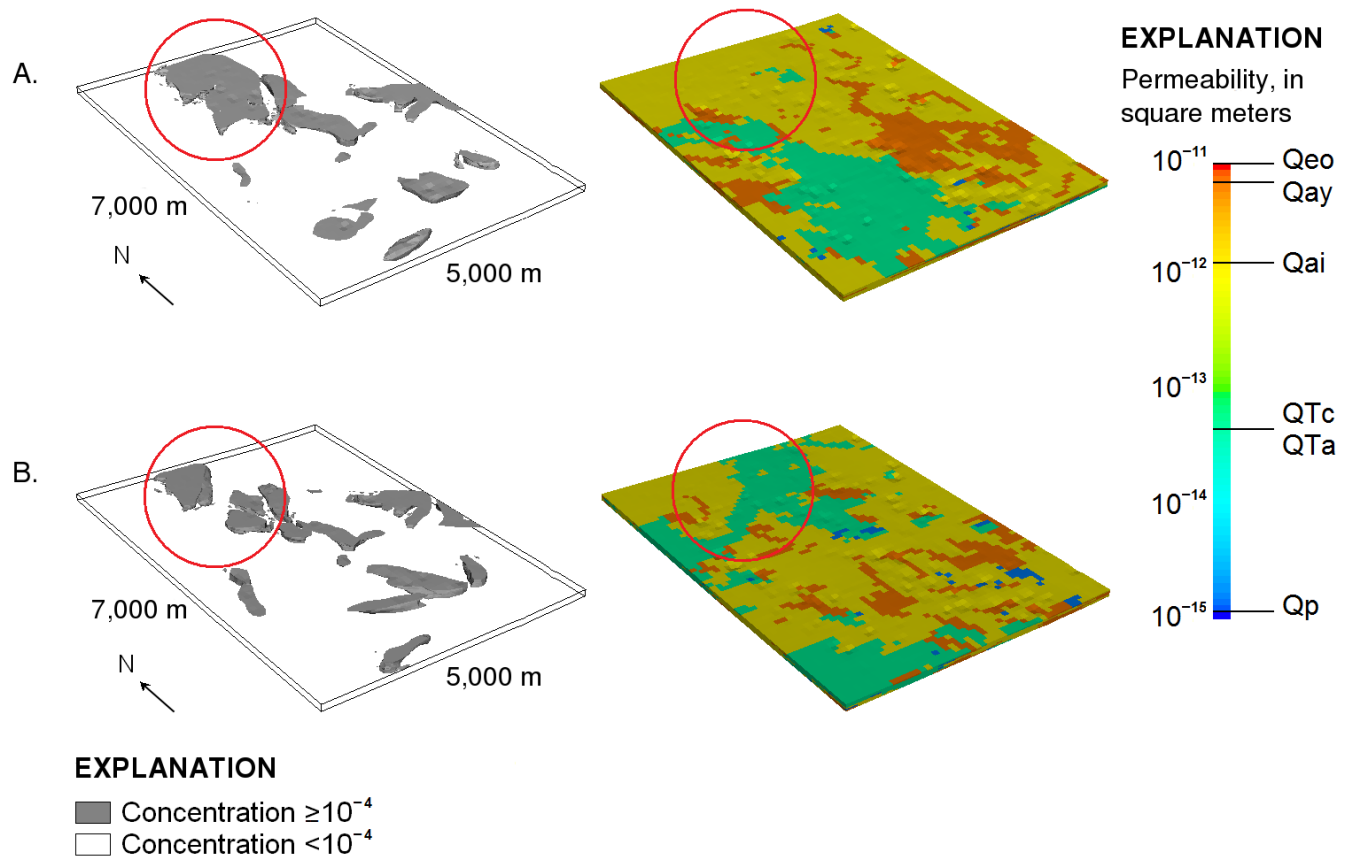 A.
7,000 m
N
5,000 m
B.
7,000 m
N
5,000 m
EXPLANATION
Concentration ≥10⁻⁴
Concentration <10⁻⁴
EXPLANATION
Permeability, in
square meters
10⁻¹¹
Qeo
Qay
10⁻¹²
Qai
10⁻¹³
QTc
QTa
10⁻¹⁴
10⁻¹⁵
Qp